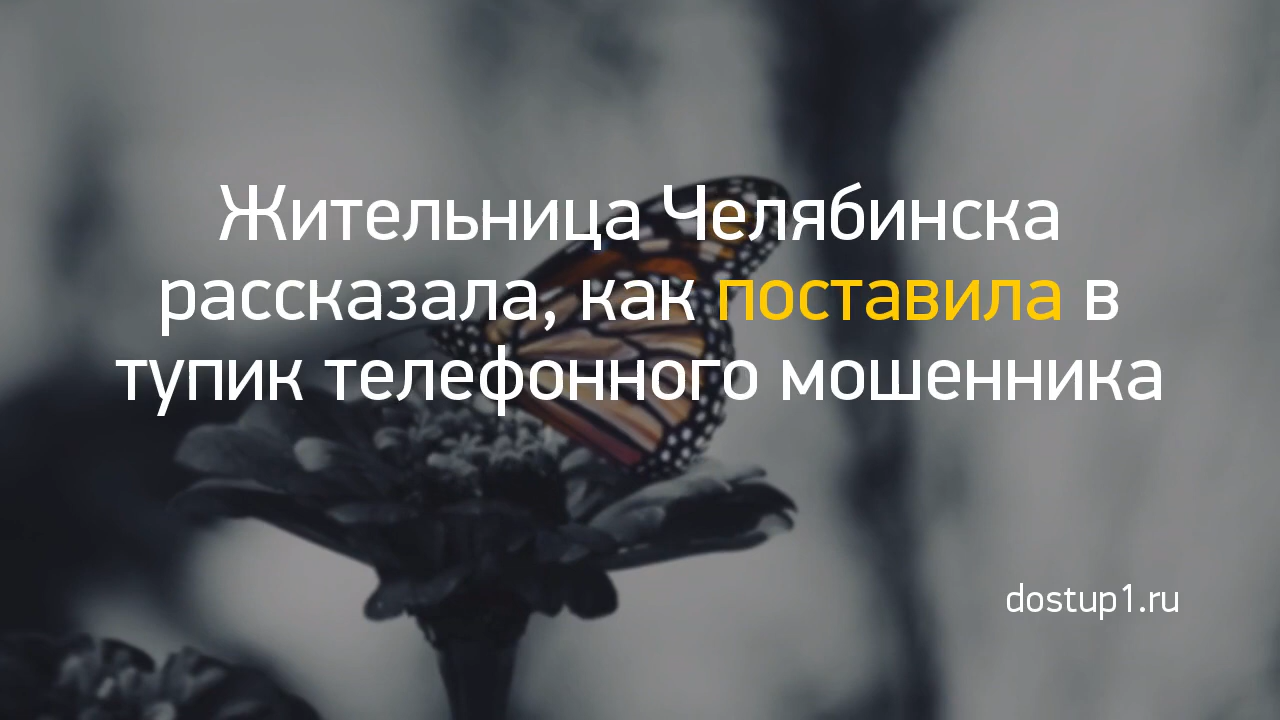 Жительница Челябинска
рассказала, как поставила в
тупик телефонного мошенника
dostup1.ru